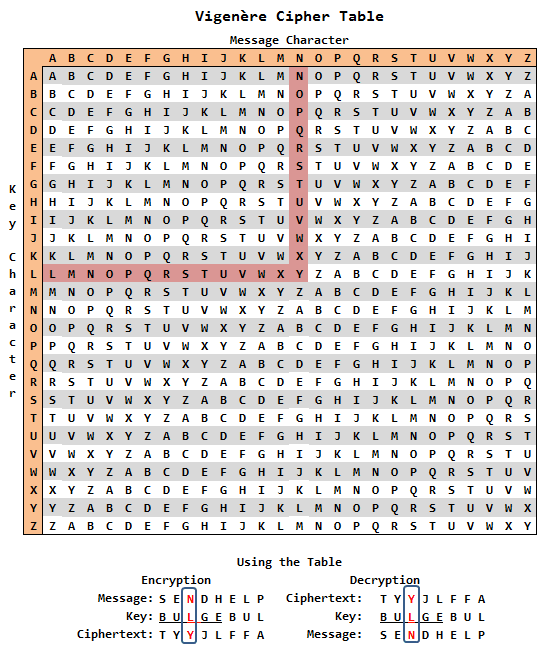 Vigenère Cipher Table
Message Character
A B C D E F G H I J K L M N O P Q R S T U V W X Y Z
A A B C D E F G H I J K L M N O P Q R S T U V W X Y Z
B B C D E F G H I J K L M N O P Q R S T U V W X Y Z A
C C D E F G H I J K L M N O P Q R S T U V W X Y Z A B
D D E F G H I J K L M N O P Q R S T U V W X Y Z A B C
E E F G H I J K L M N O P Q R S T U V W X Y Z A B C D
F F G H I J K L M N O P Q R S T U V W X Y Z A B C D E
G G H I J K L M N O P Q R S T U V W X Y Z A B C D E F
H H I J K L M N O P Q R S T U V W X Y Z A B C D E F G
I I J K L M N O P Q R S T U V W X Y Z A B C D E F G H
J J K L M N O P Q R S T U V W X Y Z A B C D E F G H I
K K L M N O P Q R S T U V W X Y Z A B C D E F G H I J
L L M N O P Q R S T U V W X Y Z A B C D E F G H I J K
M M N O P Q R S T U V W X Y Z A B C D E F G H I J K L
N N O P Q R S T U V W X Y Z A B C D E F G H I J K L M
O O P Q R S T U V W X Y Z A B C D E F G H I J K L M N
P P Q R S T U V W X Y Z A B C D E F G H I J K L M N O
Q Q R S T U V W X Y Z A B C D E F G H I J K L M N O P
R R S T U V W X Y Z A B C D E F G H I J K L M N O P Q
S S T U V W X Y Z A B C D E F G H I J K L M N O P Q R
T T U V W X Y Z A B C D E F G H I J K L M N O P Q R S
U U V W X Y Z A B C D E F G H I J K L M N O P Q R S T
V V W X Y Z A B C D E F G H I J K L M N O P Q R S T U
W W X Y Z A B C D E F G H I J K L M N O P Q R S T U V
X X Y Z A B C D E F G H I J K L M N O P Q R S T U V W
Y Y Z A B C D E F G H I J K L M N O P Q R S T U V W X
Z Z A B C D E F G H I J K L M N O P Q R S T U V W X Y
Key Character
Using the Table
Encryption
Message: S E N D H E L P
Key: B U L G E B U L
Ciphertext: T Y Y J L F F A
Decryption
Ciphertext: T Y Y J L F F A
Key: B U L G E B U L
Message: S E N D H E L P